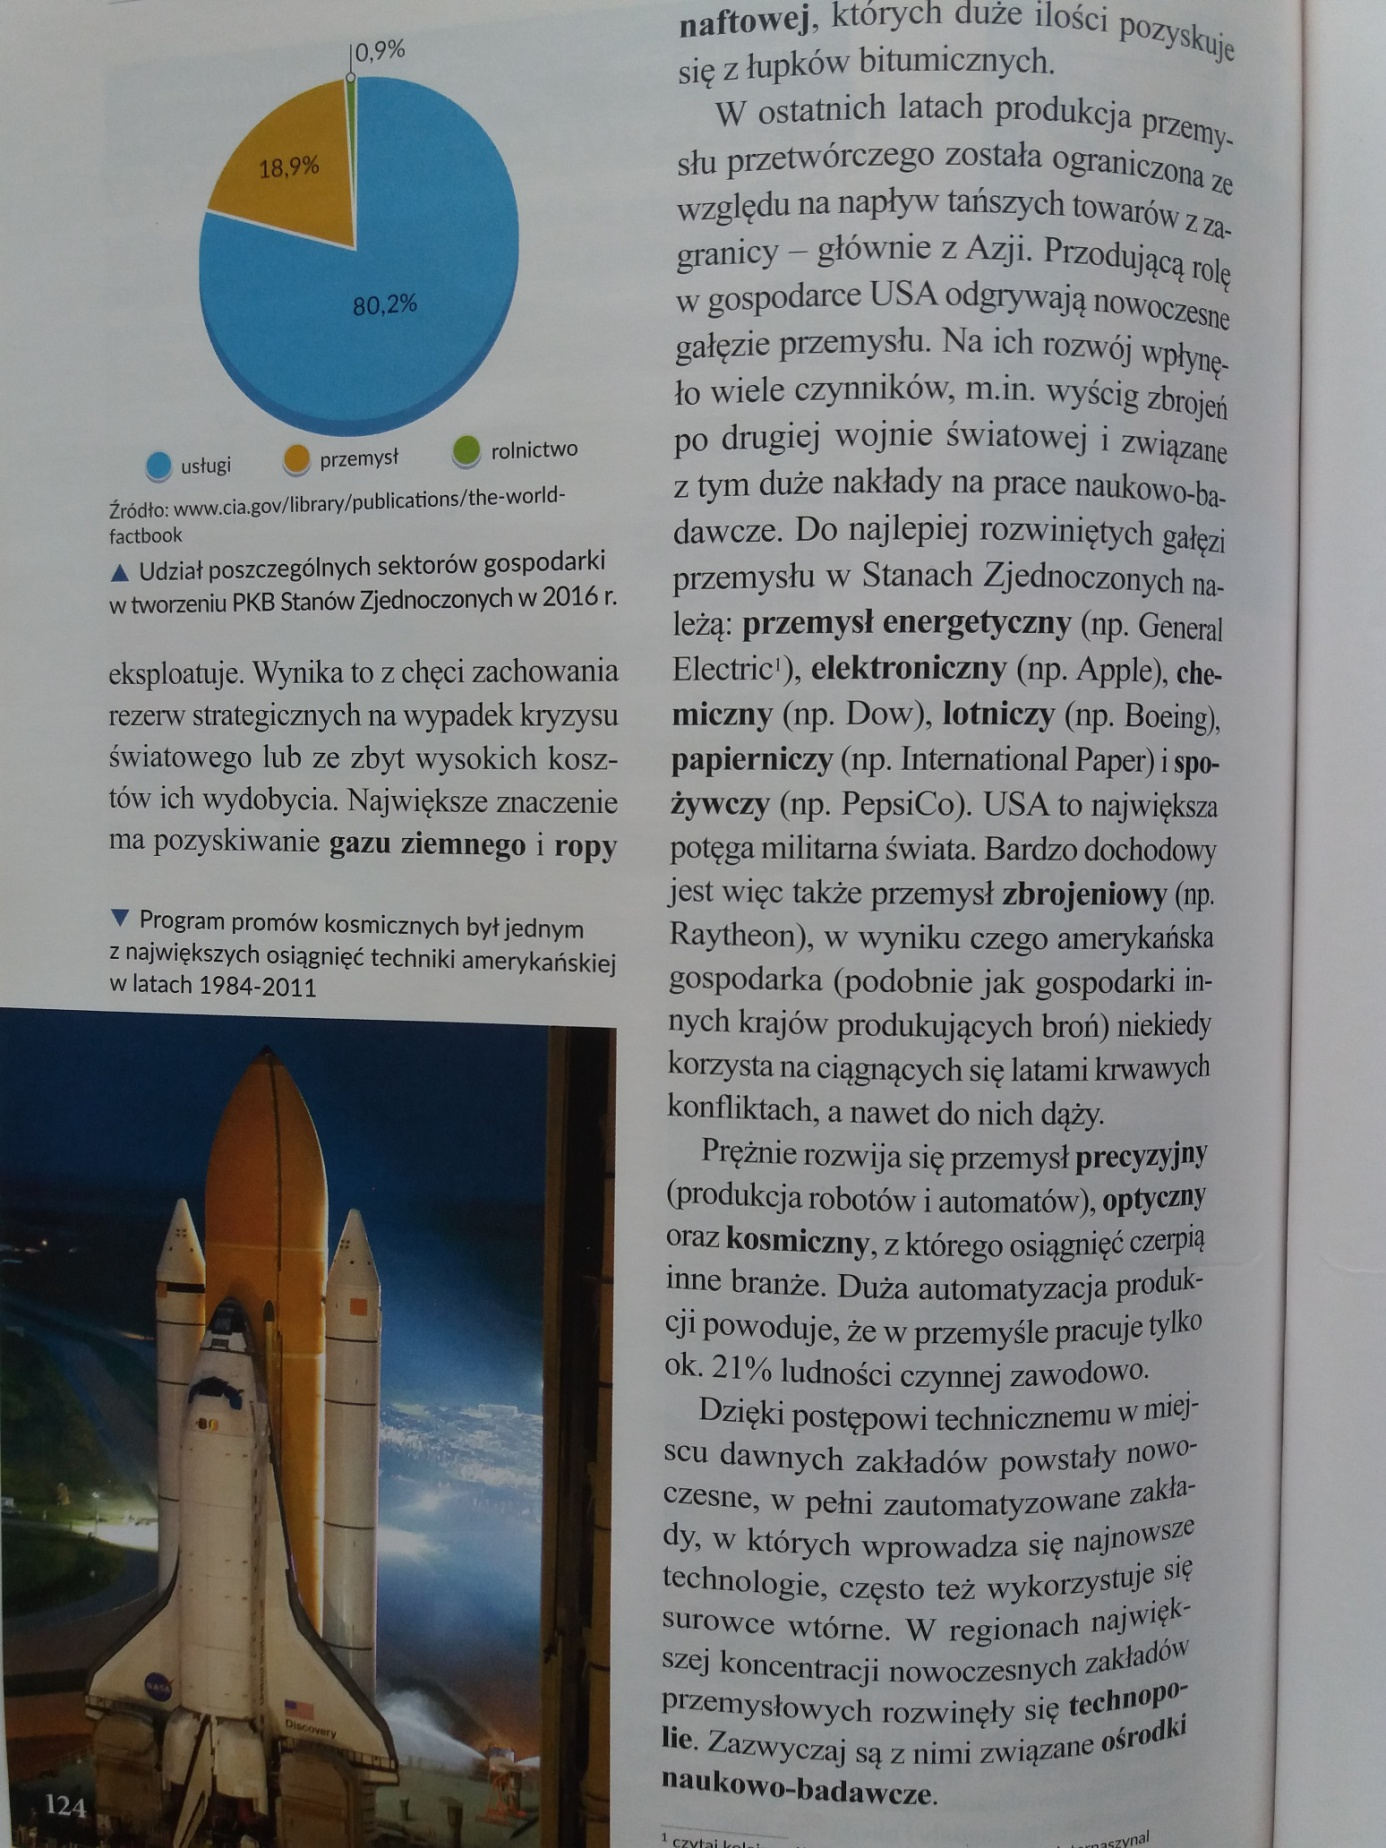 0,9%
18,9%
80,2%
usługi
przemysł
rolnictwo
Źródło: www.cia.gov/library/publications/the-world-
factbook
▲ Udział poszczególnych sektorów gospodarki
w tworzeniu PKB Stanów Zjednoczonych w 2016 r.
eksploatuje. Wynika to z chęci zachowania
rezerw strategicznych na wypadek kryzysu
światowego lub ze zbyt wysokich kosz-
tów ich wydobycia. Największe znaczenie
ma pozyskiwanie gazu ziemnego i ropy
▼ Program promów kosmicznych był jednym
z największych osiągnięć techniki amerykańskiej
w latach 1984-2011
NASA
Discovery
124
naftowej, których duże ilości pozyskuje
się z łupków bitumicznych.
W ostatnich latach produkcja przemy-
słu przetwórczego została ograniczona ze
względu na napływ tańszych towarów z za-
granicy – głównie z Azji. Przodującą rolę
w gospodarce USA odgrywają nowoczesne
gałęzie przemysłu. Na ich rozwój wpłynę-
ło wiele czynników, m.in. wyścig zbrojeń
po drugiej wojnie światowej i związane
z tym duże nakłady na prace naukowo-ba-
dawcze. Do najlepiej rozwiniętych gałęzi
przemysłu w Stanach Zjednoczonych na-
leżą: przemysł energetyczny (np. General
Electric¹), elektroniczny (np. Apple), che-
miczny (np. Dow), lotniczy (np. Boeing),
papierniczy (np. International Paper) i spo-
żywczy (np. PepsiCo). USA to największa
potęga militarna świata. Bardzo dochodowy
jest więc także przemysł zbrojeniowy (np.
Raytheon), w wyniku czego amerykańska
gospodarka (podobnie jak gospodarki in-
nych krajów produkujących broń) niekiedy
korzysta na ciągnących się latami krwawych
konfliktach, a nawet do nich dąży.
Prężnie rozwija się przemysł precyzyjny
(produkcja robotów i automatów), optyczny
oraz kosmiczny, z którego osiągnięć czerpią
inne branże. Duża automatyzacja produk-
cji powoduje, że w przemyśle pracuje tylko
ok. 21% ludności czynnej zawodowo.
Dzięki postępowi technicznemu w miej-
scu dawnych zakładów powstały nowo-
czesne, w pełni zautomatyzowane zakła-
dy, w których wprowadza się najnowsze
technologie, często też wykorzystuje się
surowce wtórne. W regionach najwięk-
szej koncentracji nowoczesnych zakładów
przemysłowych rozwinęły się technopo-
lie. Zazwyczaj są z nimi związane ośrodki
naukowo-badawcze.
¹ czytaj